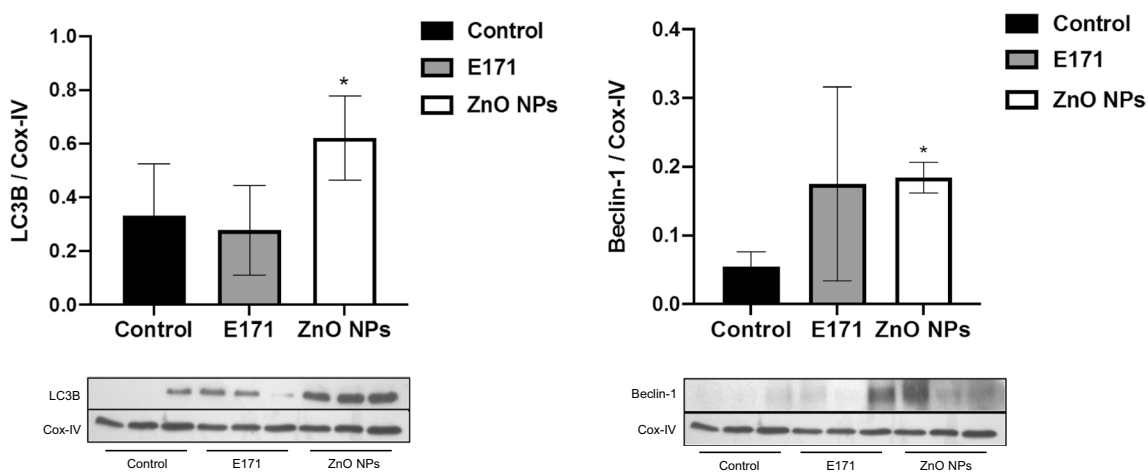 LC3B / Cox-IV
1.0
0.8
0.6
0.4
0.2
0.0
*
Control
E171
ZnO NPs
Control
E171
ZnO NPs
LC3B
Cox-IV
Control
E171
ZnO NPs
Beclin-1 / Cox-IV
0.4
0.3
0.2
0.1
0.0
*
Control
E171
ZnO NPs
Control
E171
ZnO NPs
Beclin-1
Cox-IV
Control
E171
ZnO NPs